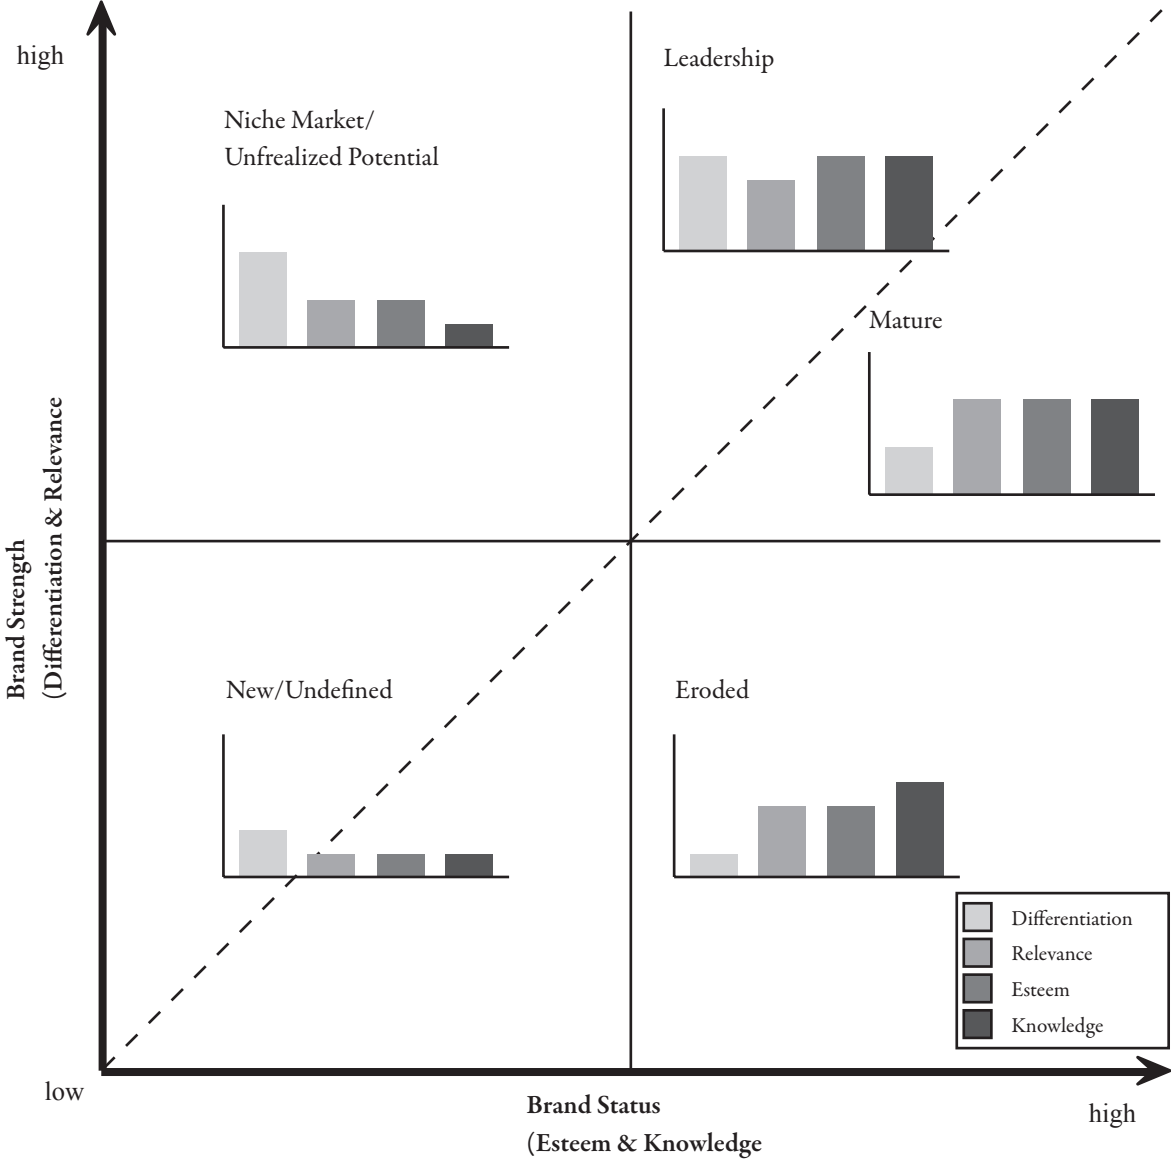 high
Leadership
Niche Market/
Unfrealized Potential
Mature
Brand Strength
(Differentiation & Relevance
New/Undefined
Eroded
Differentiation
Relevance
Esteem
Knowledge
low
Brand Status
(Esteem & Knowledge
high